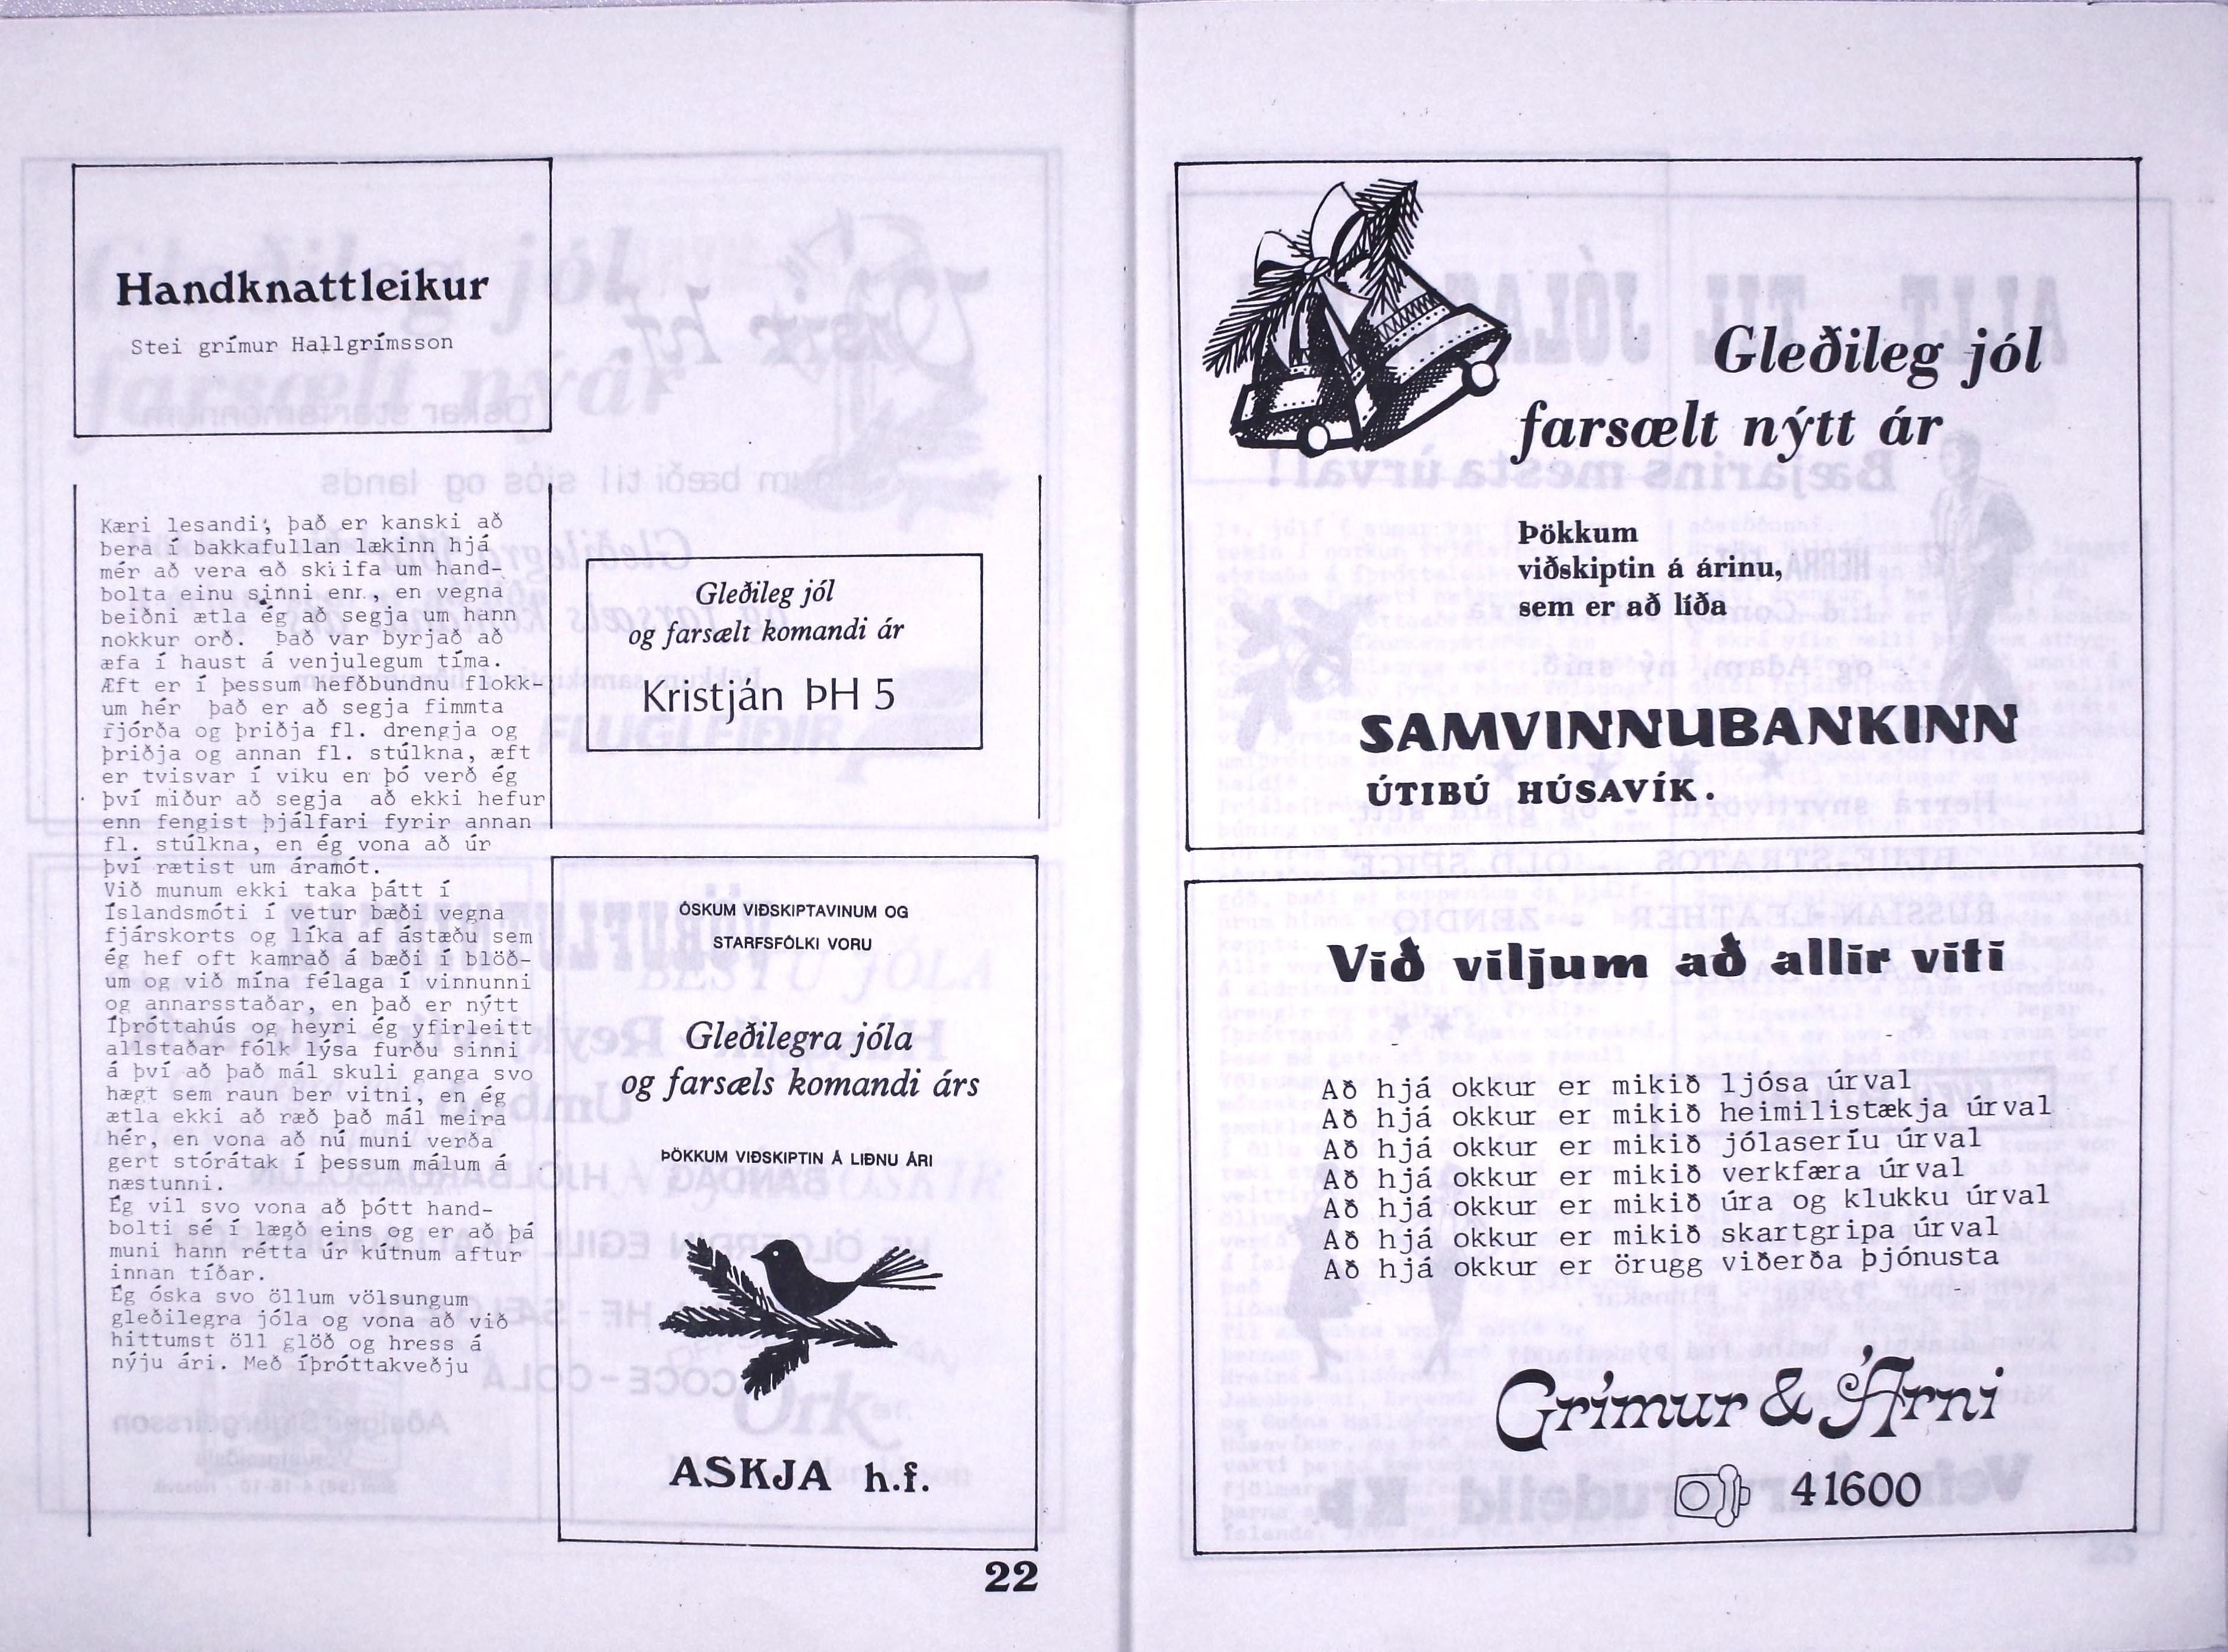 Handknattleikur
Stei grímur Hallgrímsson
Kæri lesandi, það er kanski að
bera í bakkafullan lækinn hjá
mér að vera að skiifa um hand-
bolta einu sinni enr., en vegna
beiðni ætla ég að segja um hann
nokkur orð. Það var byrjað að
æfa í haust á venjulegum tíma.
Æft er í þessum hefðbundnu flokk-
um hér það er að segja fimmta
fjórða og þriðja fl. drengja og
þriðja og annan fl. stúlkna, æft
er tvisvar í viku en þó verð ég
því miður að segja að ekki hefur
enn fengist þjálfari fyrir annan
fl. stúlkna, en ég vona að úr
því rætist um áramót.
Við munum ekki taka þátt í
Íslandsmóti í vetur bæði vegna
fjárskorts og líka af ástæðu sem
ég hef oft kamrað á bæði í blöð-
um og við mína félaga í vinnunni
og annarsstaðar, en það er nýtt
Íþróttahús og heyri ég yfirleitt
allstaðar fólk lýsa furðu sinni
á því að það mál skuli ganga svo
hægt sem raun ber vitni, en ég
ætla ekki að ræð það mál meira
hér, en vona að nú muni verða
gert stórátak í þessum málum á
næstunni.
Ég vil svo vona að þótt hand-
bolti sé í lægð eins og er að þá
muni hann rétta úr kútnum aftur
innan tíðar.
Ég óska svo öllum völsungum
gleðilegra jóla og vona að við
hittumst öll glöð og hress á
nýju ári. Með íþróttakveðju
Gleðileg jól
og farsælt komandi ár
Kristján ÞH 5
ÓSKUM VIÐSKIPTAVINUM OG
STARFSFÓLKI VORU
Gleðilegra jóla
og farsæls komandi árs
ÞÖKKUM VIÐSKIPTIN Á LIÐNU ÁRI
ASKJA h.f.
22
Gleðileg jól
farsælt nýtt ár
Þökkum
viðskiptin á árinu,
sem er að líða
SAMVINNUBANKINN
ÚTIBÚ HÚSAVÍK.
Við viljum að allir viti
Að hjá okkur er mikið ljósa úrval
Að hjá okkur er mikið heimilistækja úrval
Að hjá okkur er mikið jólaseríu úrval
Að hjá okkur er mikið verkfæra úrval
Að hjá okkur er mikið úra og klukku úrval
Að hjá okkur er mikið skartgripa úrval
Að hjá okkur er örugg viðerða þjónusta
Grímur & Árni
41600